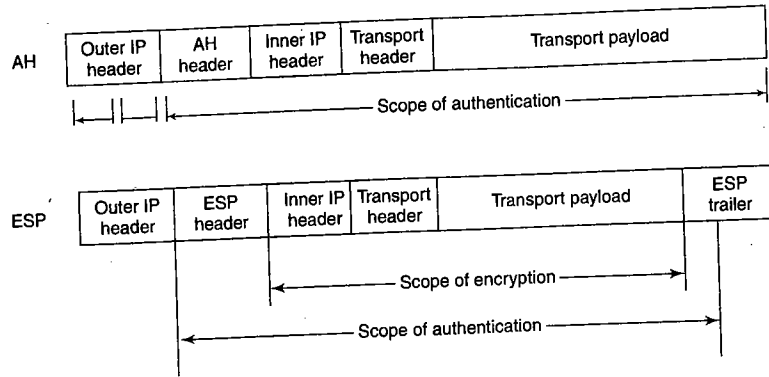 AH
Outer IP
header
AH
header
Inner IP
header
Transport
header
Transport payload
Scope of authentication
ESP
Outer IP
header
ESP
header
Inner IP
header
Transport
header
Transport payload
ESP
trailer
Scope of encryption
Scope of authentication